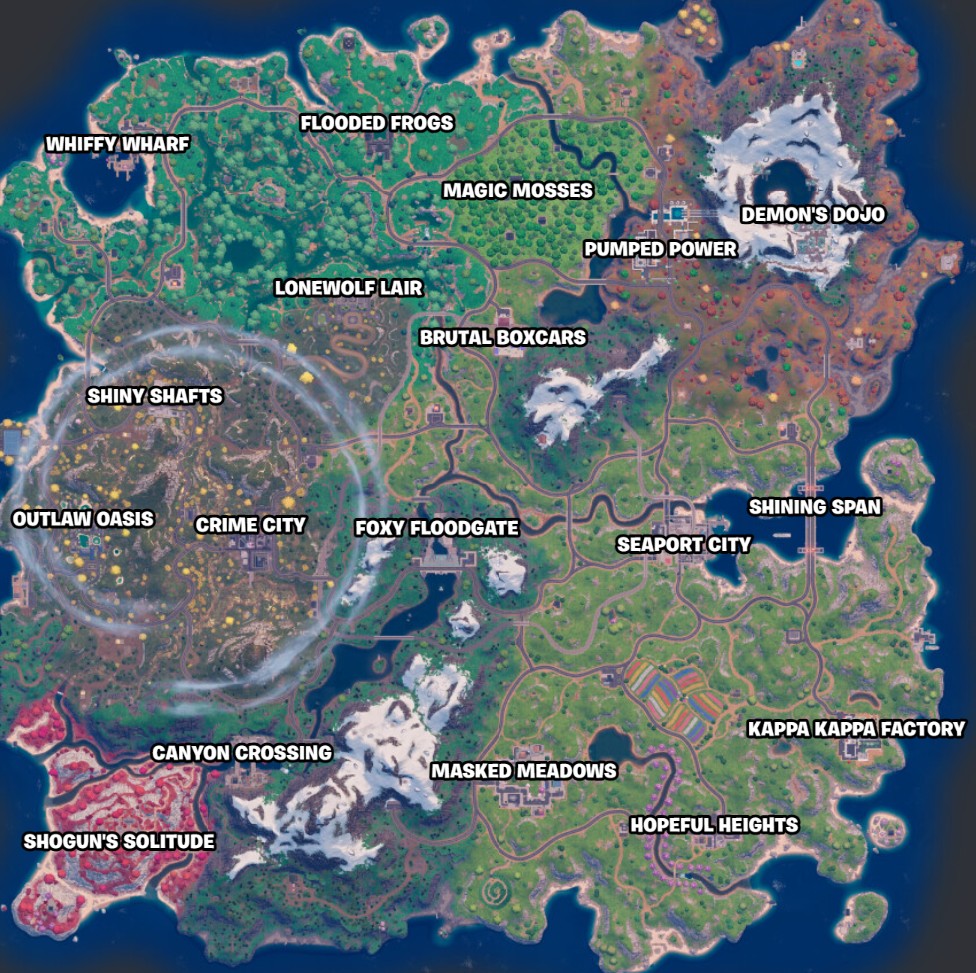 FLOODED FROGS
WHIFFY WHARF
MAGIC MOSSES
DEMON'S DOJO
PUMPED POWER
LONEWOLF LAIR
BRUTAL BOXCARS
SHINY SHAFTS
SHINING SPAN
OUTLAW OASIS
CRIME CITY
FOXY FLOODGATE
SEAPORT CITY
KAPPA KAPPA FACTORY
CANYON CROSSING
MASKED MEADOWS
HOPEFUL HEIGHTS
SHOGUN'S SOLITUDE